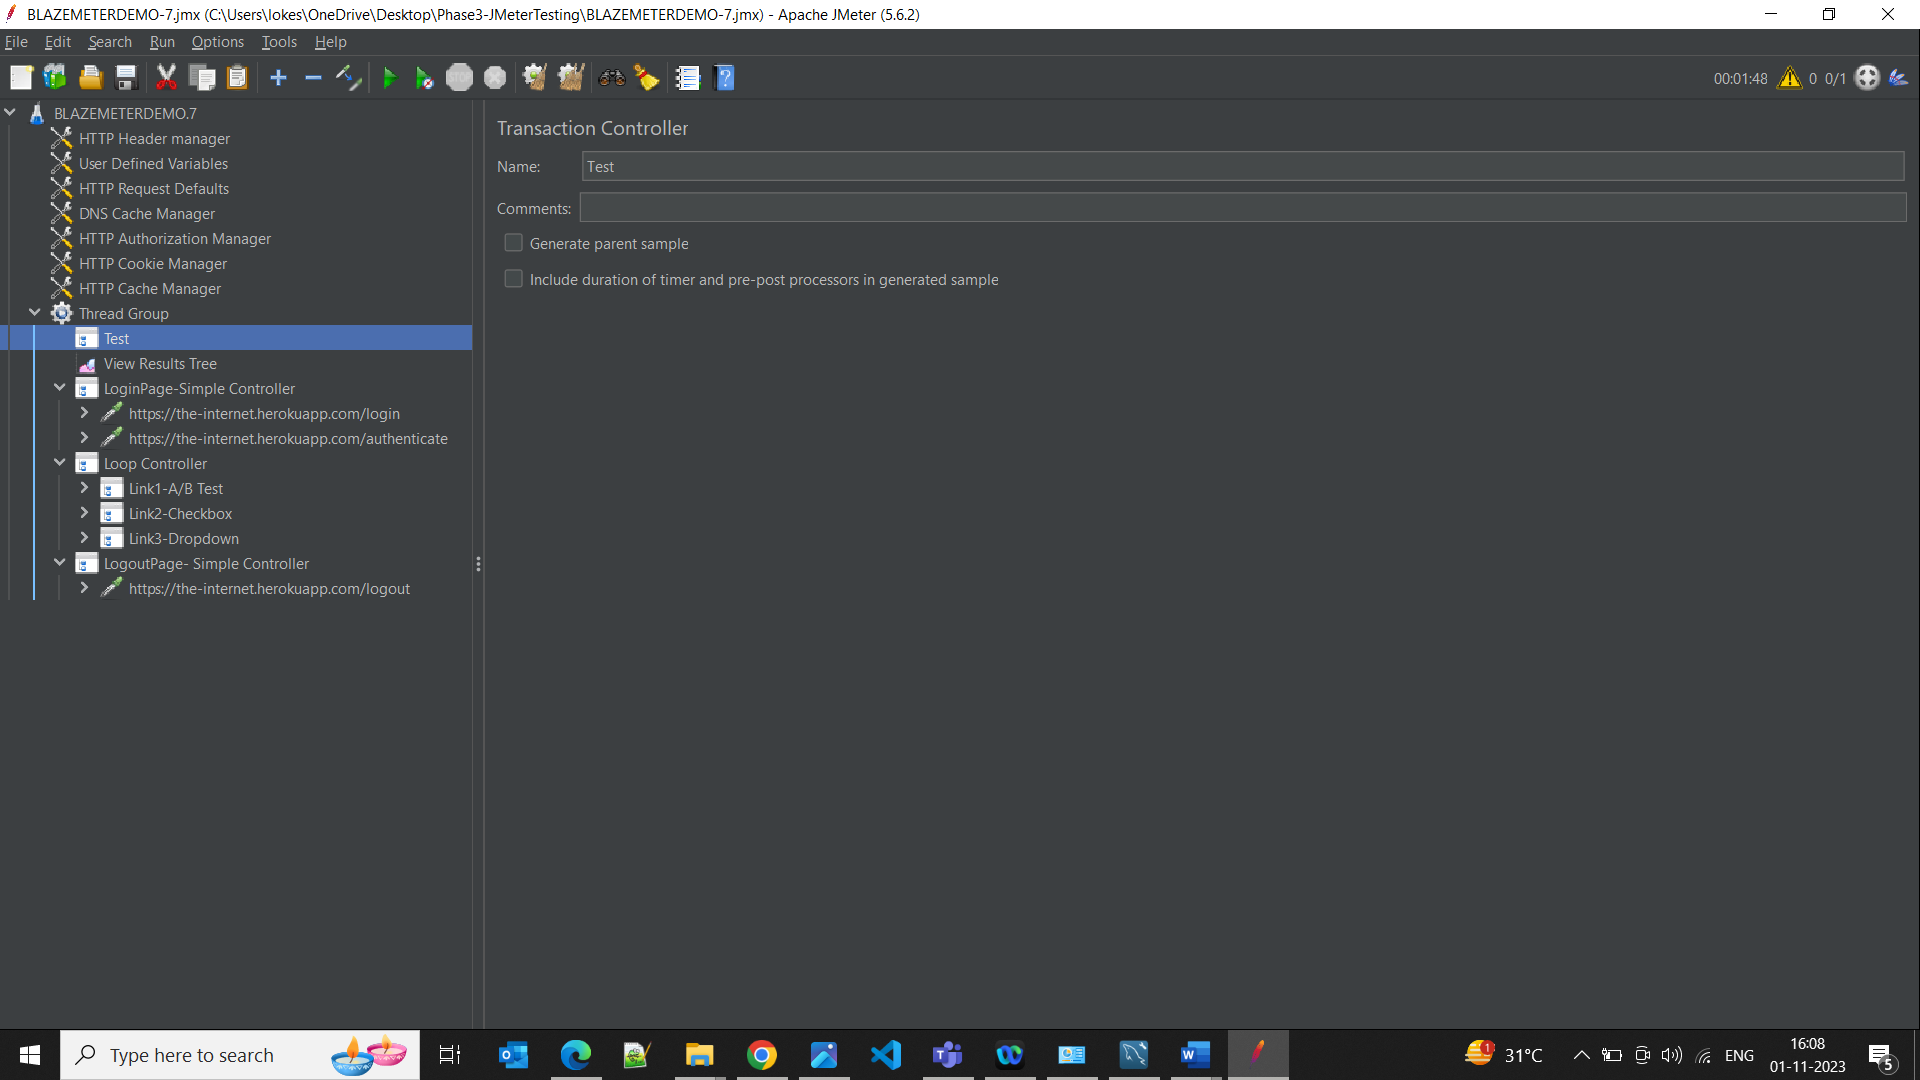 BLAZEMETERDEMO-7.jmx (C:\Users\lokes\OneDrive\Desktop\Phase3-JMeterTesting\BLAZEMETERDEMO-7.jmx) - Apache JMeter (5.6.2)
File Edit Search Run Options Tools Help
STOP
00:01:48 0 0/1
BLAZEMETERDEMO.7
HTTP Header manager
User Defined Variables
HTTP Request Defaults
DNS Cache Manager
HTTP Authorization Manager
HTTP Cookie Manager
HTTP Cache Manager
Thread Group
Test
View Results Tree
LoginPage-Simple Controller
https://the-internet.herokuapp.com/login
https://the-internet.herokuapp.com/authenticate
Loop Controller
Link1-A/B Test
Link2-Checkbox
Link3-Dropdown
LogoutPage- Simple Controller
https://the-internet.herokuapp.com/logout
Transaction Controller
Name: Test
Comments:
Generate parent sample
Include duration of timer and pre-post processors in generated sample
Type here to search
1
31°C
ENG
16:08
01-11-2023
5